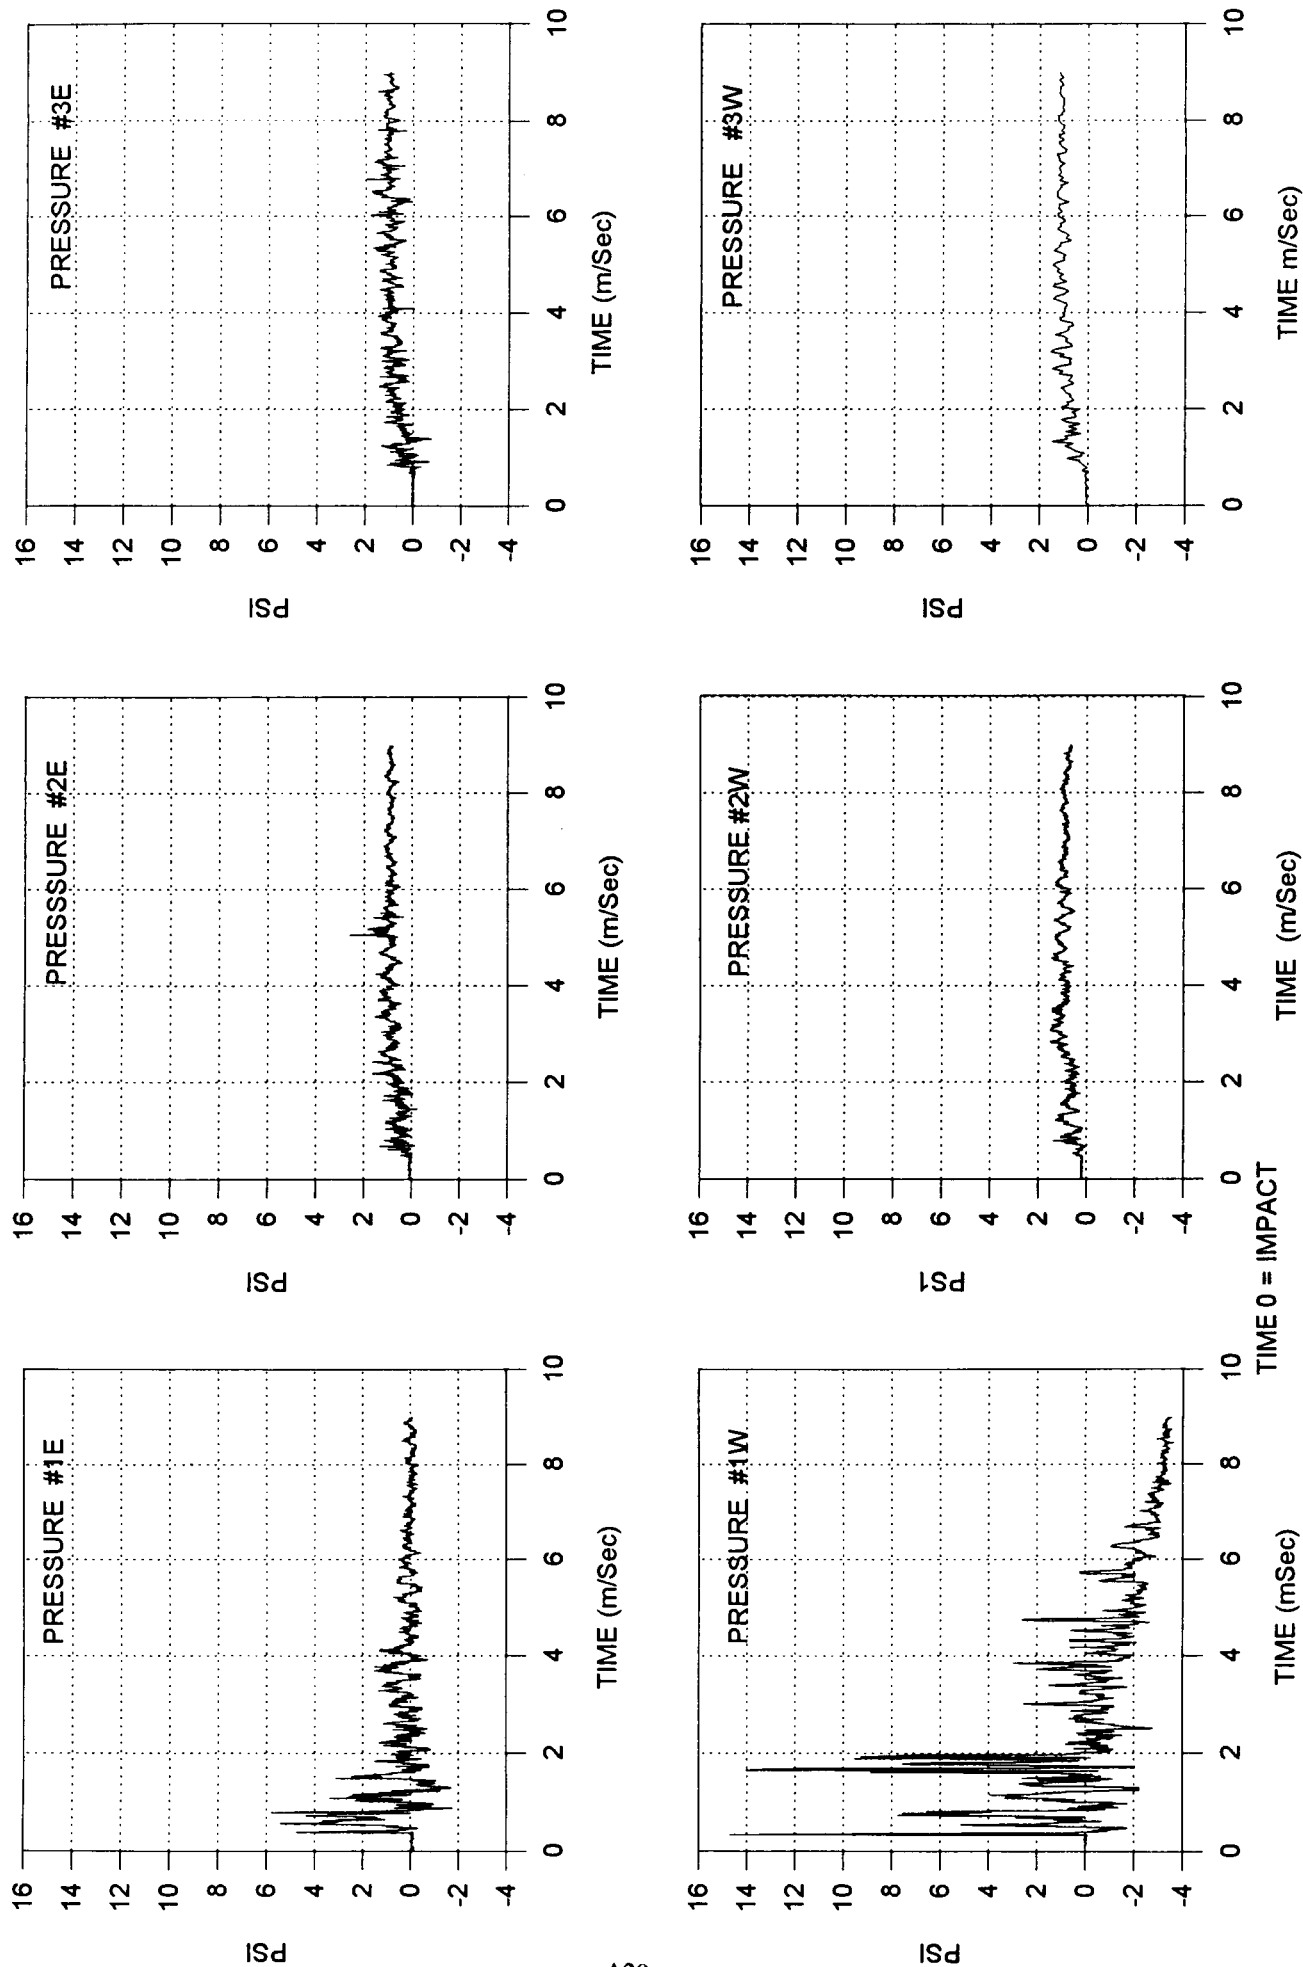 PRESSURE #1E
16 14 12 10 8 6 4 2 0 -2 -4
PSI
0 2 4 6 8 10
TIME (m/Sec)
PRESSSURE #2E
16 14 12 10 8 6 4 2 0 -2 -4
PSI
0 2 4 6 8 10
TIME (m/Sec)
PRESSURE #3E
16 14 12 10 8 6 4 2 0 -2 -4
PSI
0 2 4 6 8 10
TIME (m/Sec)
PRESSURE #1W
16 14 12 10 8 6 4 2 0 -2 -4
PSI
0 2 4 6 8 10
TIME (mSec)
PRESSURE #2W
16 14 12 10 8 6 4 2 0 -2 -4
PS1
0 2 4 6 8 10
TIME (m/Sec)
PRESSURE #3W
16 14 12 10 8 6 4 2 0 -2 -4
PSI
0 2 4 6 8 10
TIME m/Sec)
TIME 0 = IMPACT